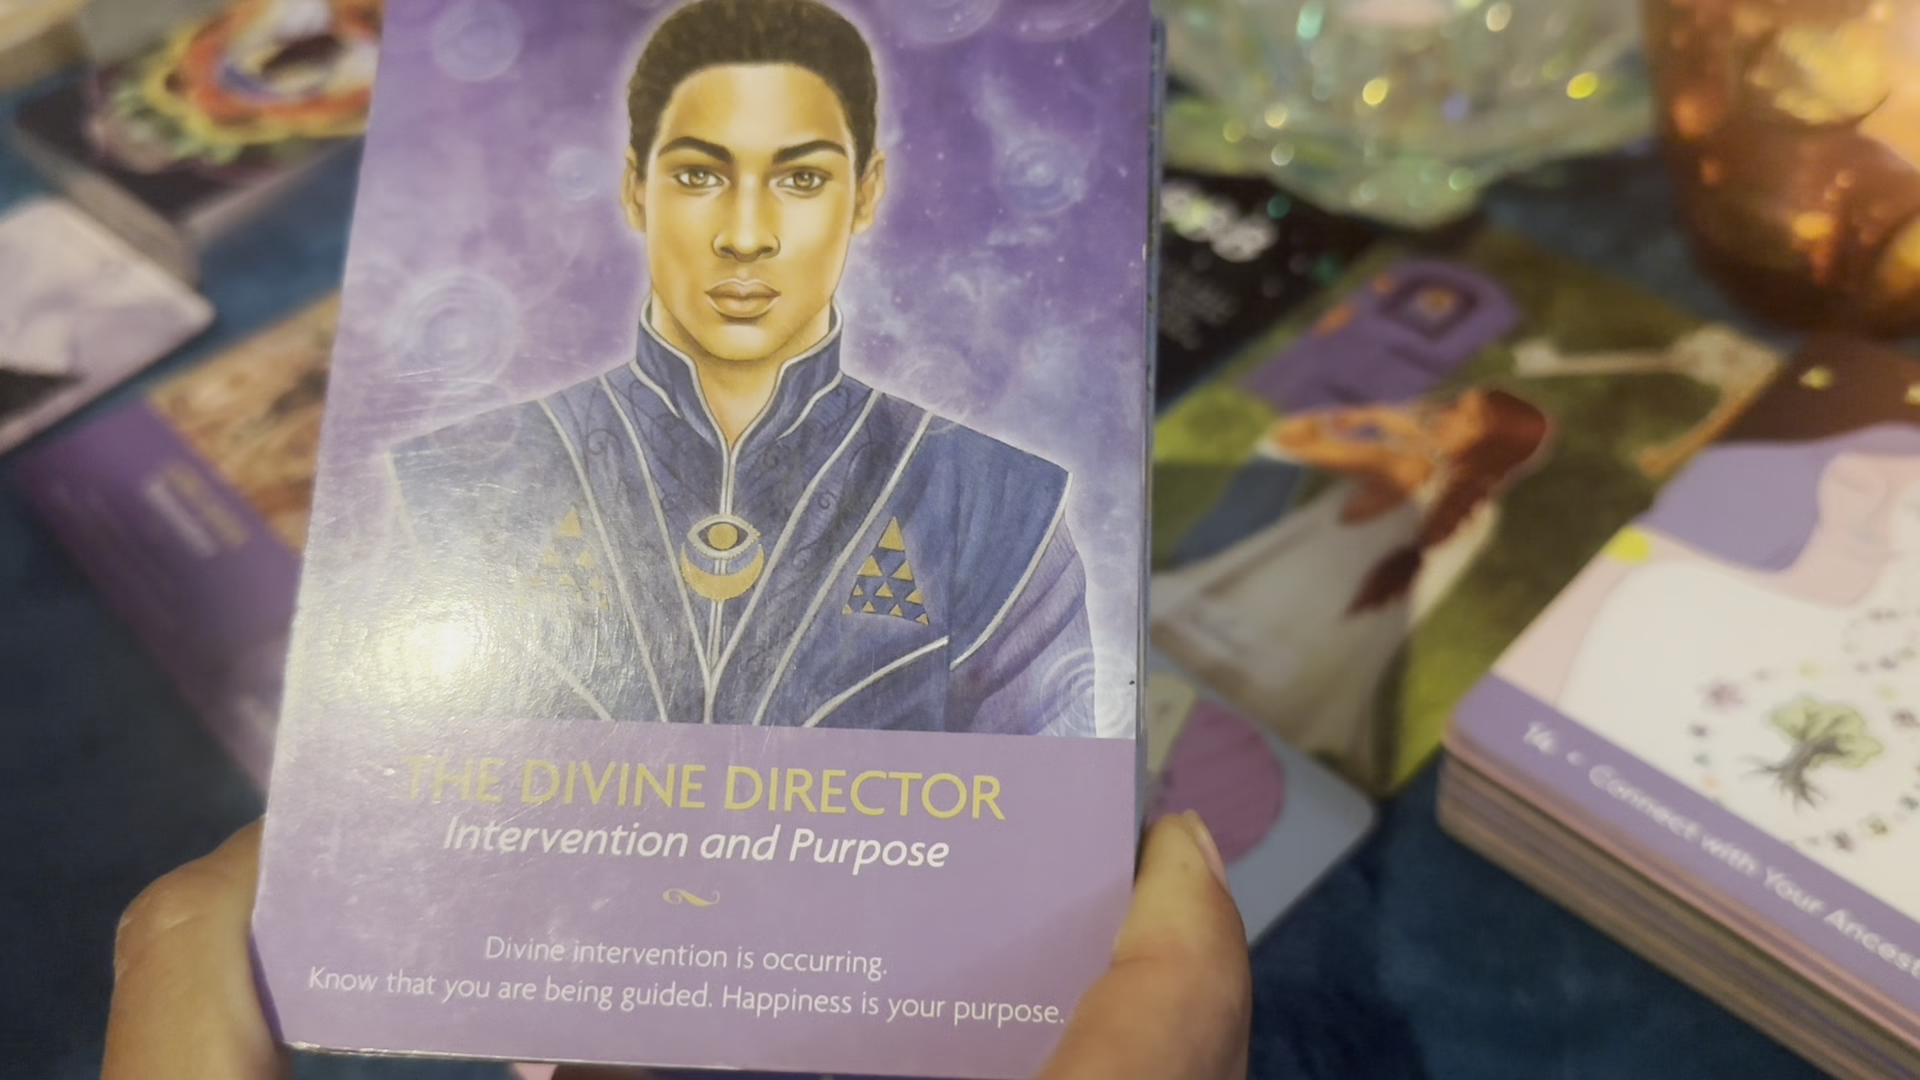 THE DIVINE DIRECTOR
Intervention and Purpose
Divine intervention is occurring.
Know that you are being guided. Happiness is your purpose.
16 • Connect with Your Ancest